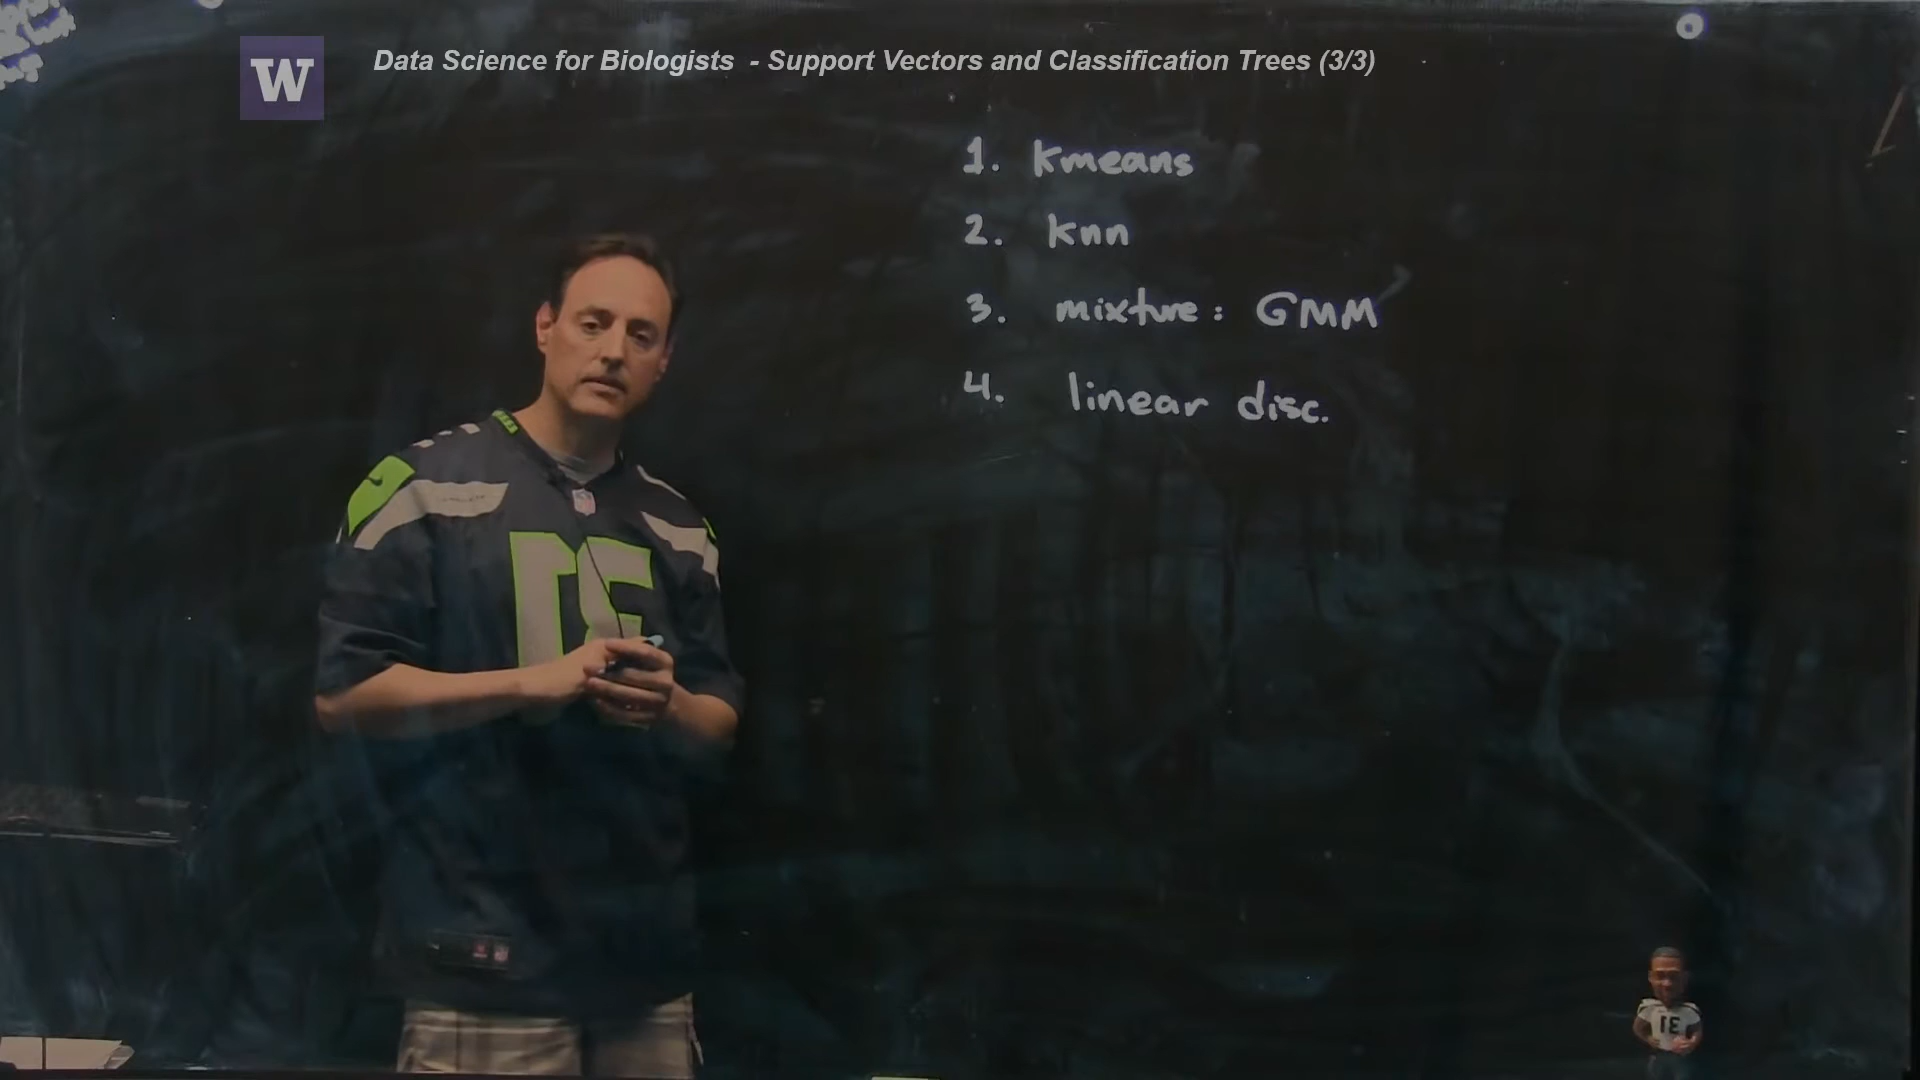 W
Data Science for Biologists - Support Vectors and Classification Trees (3/3)
1. kmeans
2. knn
3. mixture: GMM
4. linear disc.